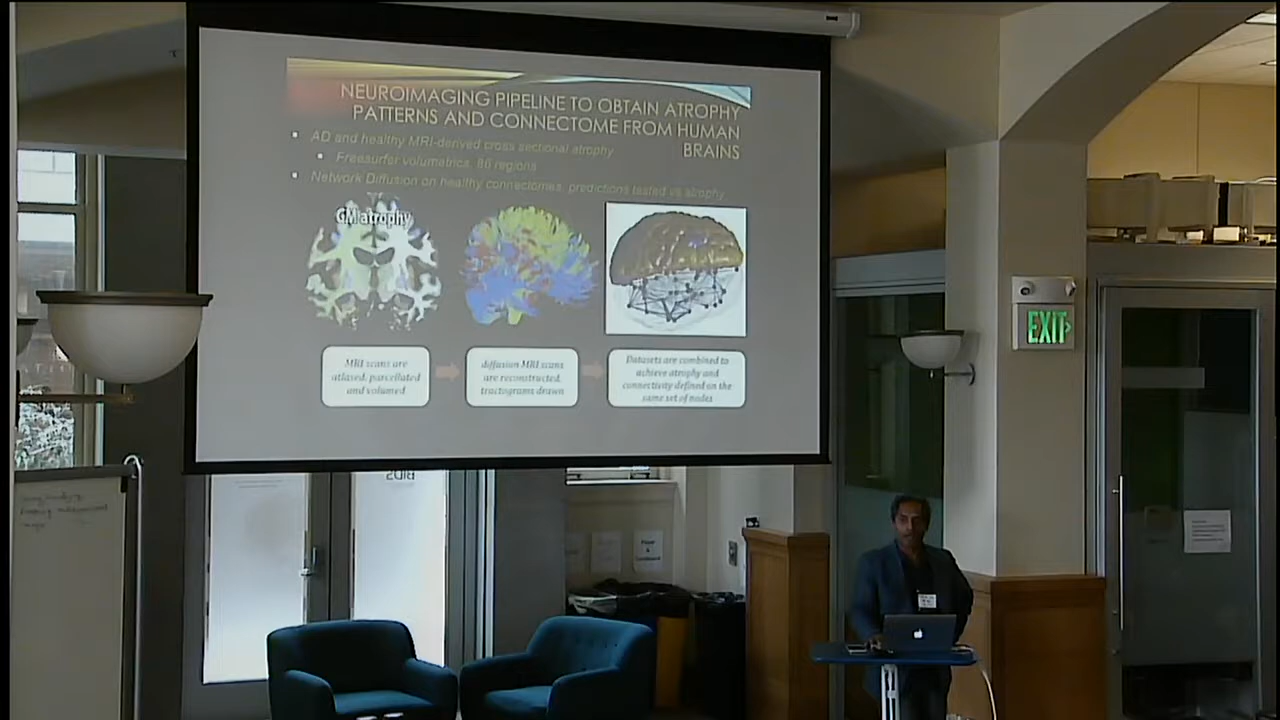 NEUROIMAGING PIPELINE TO OBTAIN ATROPHY
PATTERNS AND CONNECTOME FROM HUMAN
BRAINS
AD and healthy MRI-derived cross sectional atrophy
Freesurfer volumetrics, 86 regions
Network Diffusion on healthy connectomes, predictions tested vs atrophy
GM atrophy
MRI scans are
atlased, parcellated
and volumed
diffusion MRI scans
are reconstructed,
tractograms drawn
Datasets are combined to
achieve atrophy and
connectivity defined on the
same set of nodes
EXIT